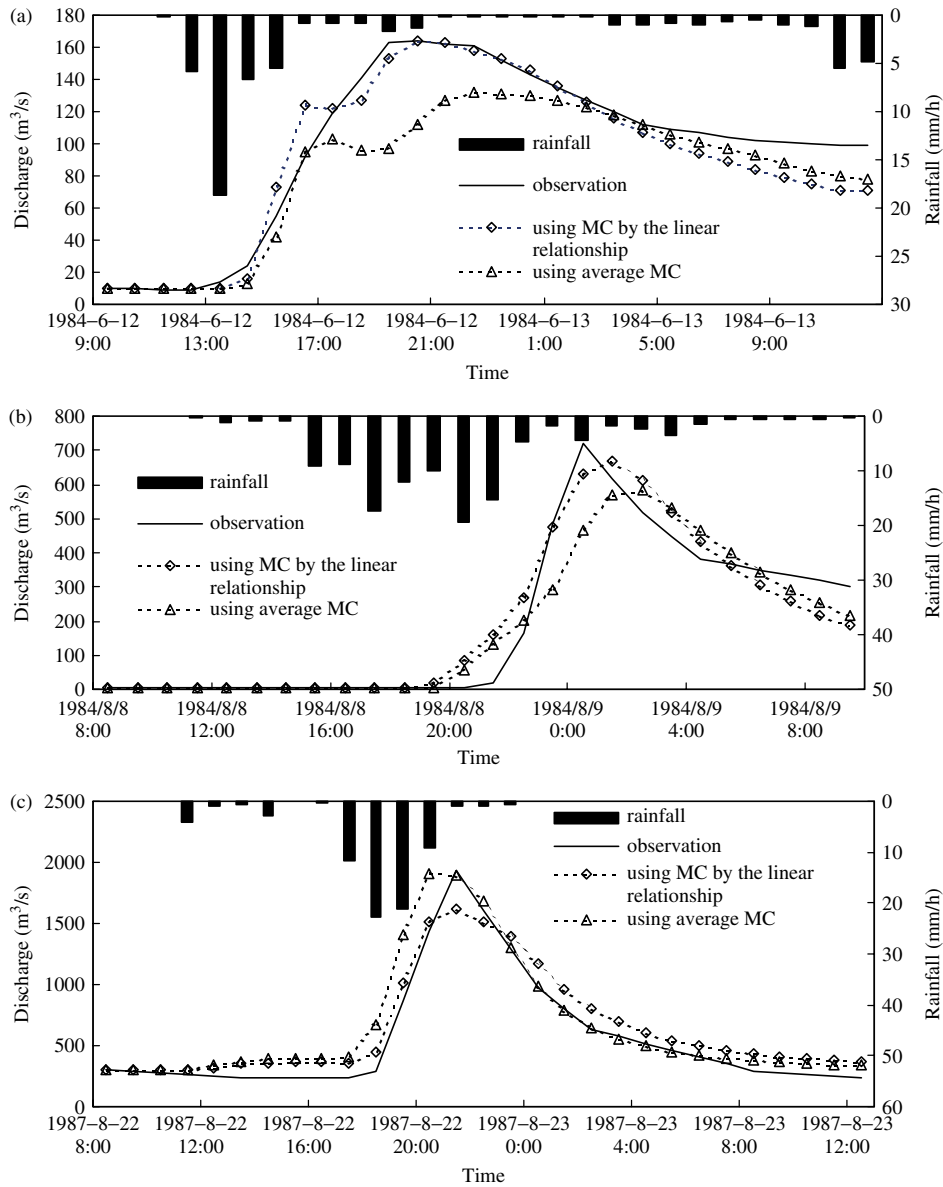 (a)
180
160
140
120
100
80
60
40
20
0
Discharge (m³/s)
0
5
10
15
20
25
30
Rainfall (mm/h)
rainfall
observation
using MC by the linear
relationship
using average MC
1984–6–12 1984–6–12 1984–6–12 1984–6–12 1984–6–13 1984–6–13 1984–6–13
9:00 13:00 17:00 21:00 1:00 5:00 9:00
Time
(b)
800
700
600
500
400
300
200
100
0
Discharge (m³/s)
0
10
20
30
40
50
Rainfall (mm/h)
rainfall
observation
using MC by the linear
relationship
using average MC
1984/8/8 1984/8/8 1984/8/8 1984/8/8 1984/8/9 1984/8/9 1984/8/9
8:00 12:00 16:00 20:00 0:00 4:00 8:00
Time
(c)
2500
2000
1500
1000
500
0
Discharge (m³/s)
0
10
20
30
40
50
60
Rainfall (mm/h)
rainfall
observation
using MC by the linear
relationship
using average MC
1987–8–22 1987–8–22 1987–8–22 1987–8–22 1987–8–23 1987–8–23 1987–8–23 1987–8–23
8:00 12:00 16:00 20:00 0:00 4:00 8:00 12:00
Time